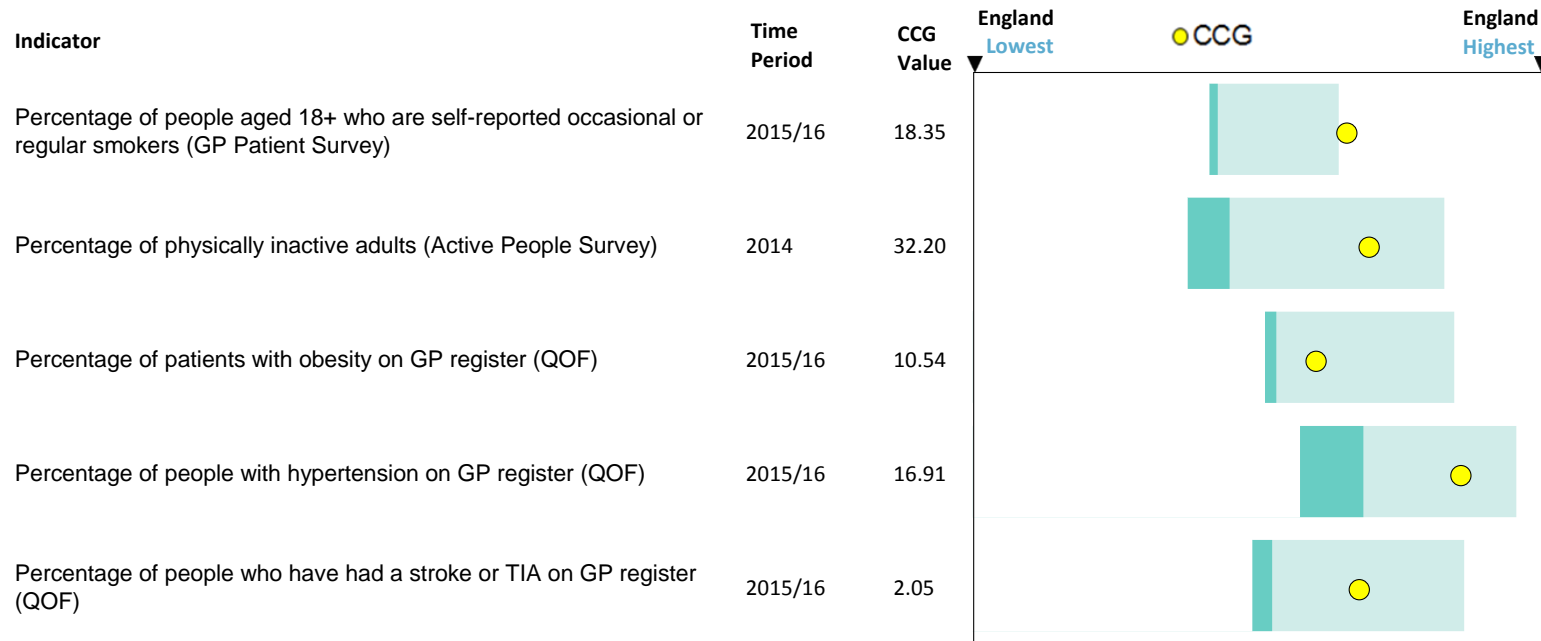 Indicator
Time
Period
CCG
Value
England
Lowest
CCG
England
Highest
Percentage of people aged 18+ who are self-reported occasional or
regular smokers (GP Patient Survey)
2015/16
18.35
Percentage of physically inactive adults (Active People Survey)
2014
32.20
Percentage of patients with obesity on GP register (QOF)
2015/16
10.54
Percentage of people with hypertension on GP register (QOF)
2015/16
16.91
Percentage of people who have had a stroke or TIA on GP register
(QOF)
2015/16
2.05